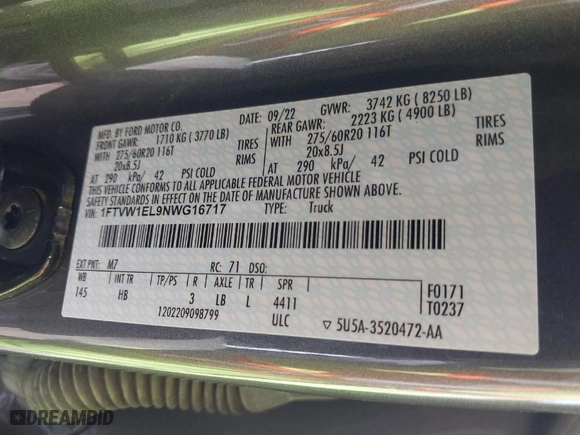 MFD. BY FORD MOTOR CO. DATE: 09/22 GVWR: 3742 KG ( 8250 LB)
FRONT GAWR: 1710 KG ( 3770 LB) REAR GAWR: 2223 KG ( 4900 LB)
WITH 275/60R20 116T TIRES WITH 275/60R20 116T TIRES
20x8.5J RIMS 20x8.5J RIMS
AT 290 kPa/ 42 PSI COLD AT 290 kPa/ 42 PSI COLD
THIS VEHICLE CONFORMS TO ALL APPLICABLE FEDERAL MOTOR VEHICLE
SAFETY STANDARDS IN EFFECT ON THE DATE OF MANUFACTURE SHOWN ABOVE
VIN: 1FTVW1EL9NWG16717 TYPE: Truck
EXT PNT: M7 RC: 71 DSO:
WB INT TR TP/PS R AXLE TR SPR F0171
145 HB 3 LB L 4411 T0237
1202209098799 ULC ▽ 5U5A-3520472-AA
DREAMBID